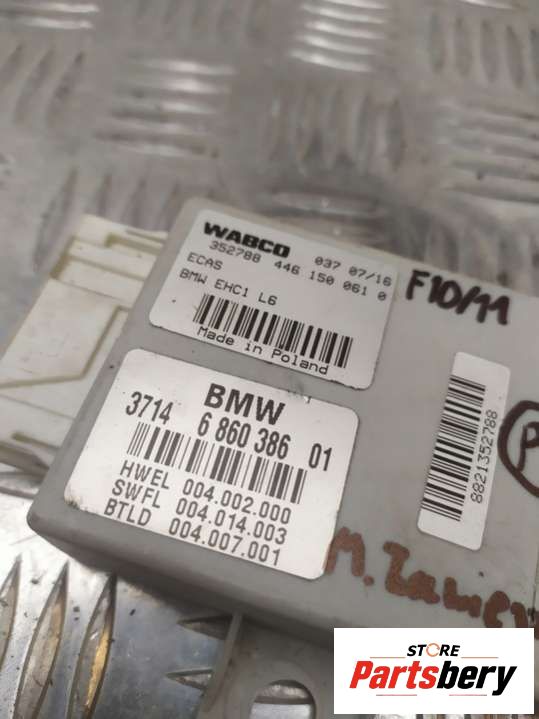 WABCO 037 07/16
352788 446 150 061 0
ECAS
BMW EHC1 L6
Made in Poland
F10/11
BMW
3714 6 860 386 01
HWEL 004.002.000
SWFL 004.014.003
BTLD 004.007.001
8821352788
P
M.
STORE
Partsbery